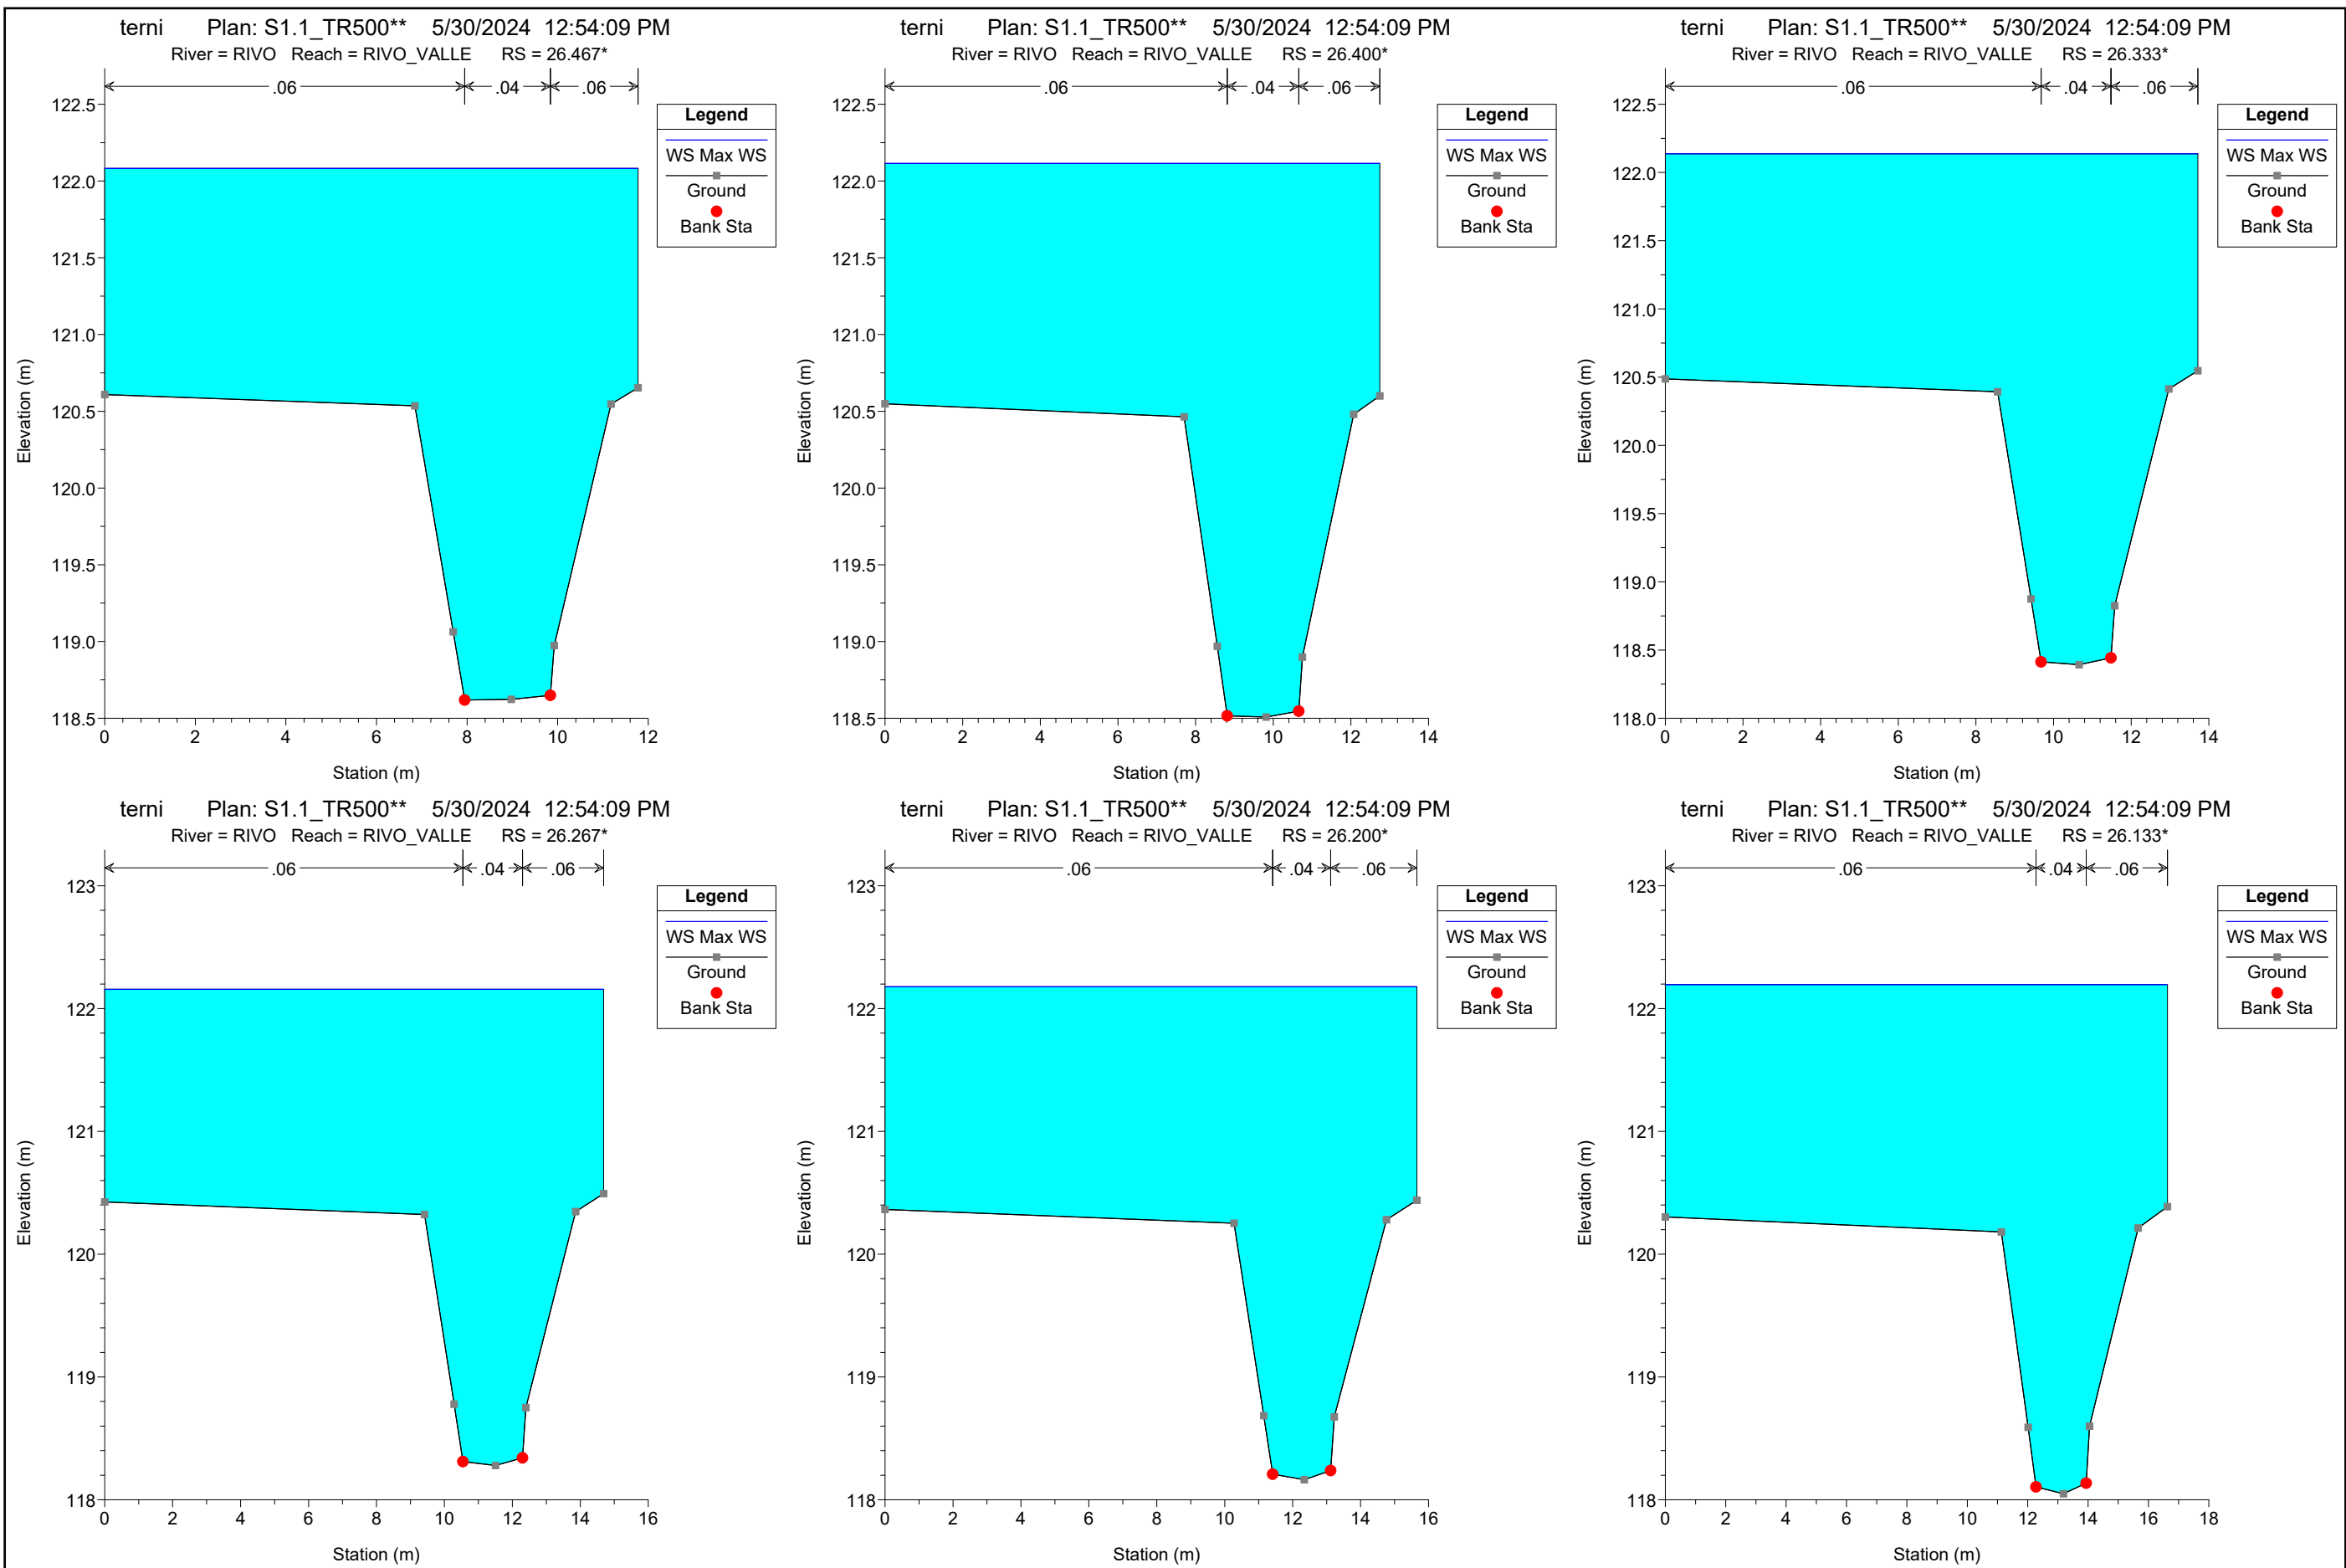 terni Plan: S1.1_TR500** 5/30/2024 12:54:09 PM
River = RIVO Reach = RIVO_VALLE RS = 26.467*
.06 .04 .06
122.5
122.0
121.5
121.0
120.5
120.0
119.5
119.0
118.5
Elevation (m)
0 2 4 6 8 10 12
Station (m)
Legend
WS Max WS
Ground
Bank Sta
terni Plan: S1.1_TR500** 5/30/2024 12:54:09 PM
River = RIVO Reach = RIVO_VALLE RS = 26.400*
.06 .04 .06
122.5
122.0
121.5
121.0
120.5
120.0
119.5
119.0
118.5
Elevation (m)
0 2 4 6 8 10 12 14
Station (m)
Legend
WS Max WS
Ground
Bank Sta
terni Plan: S1.1_TR500** 5/30/2024 12:54:09 PM
River = RIVO Reach = RIVO_VALLE RS = 26.333*
.06 .04 .06
122.5
122.0
121.5
121.0
120.5
120.0
119.5
119.0
118.5
118.0
Elevation (m)
0 2 4 6 8 10 12 14
Station (m)
Legend
WS Max WS
Ground
Bank Sta
terni Plan: S1.1_TR500** 5/30/2024 12:54:09 PM
River = RIVO Reach = RIVO_VALLE RS = 26.267*
.06 .04 .06
123
122
121
120
119
118
Elevation (m)
0 2 4 6 8 10 12 14 16
Station (m)
Legend
WS Max WS
Ground
Bank Sta
terni Plan: S1.1_TR500** 5/30/2024 12:54:09 PM
River = RIVO Reach = RIVO_VALLE RS = 26.200*
.06 .04 .06
123
122
121
120
119
118
Elevation (m)
0 2 4 6 8 10 12 14 16
Station (m)
Legend
WS Max WS
Ground
Bank Sta
terni Plan: S1.1_TR500** 5/30/2024 12:54:09 PM
River = RIVO Reach = RIVO_VALLE RS = 26.133*
.06 .04 .06
123
122
121
120
119
118
Elevation (m)
0 2 4 6 8 10 12 14 16 18
Station (m)
Legend
WS Max WS
Ground
Bank Sta